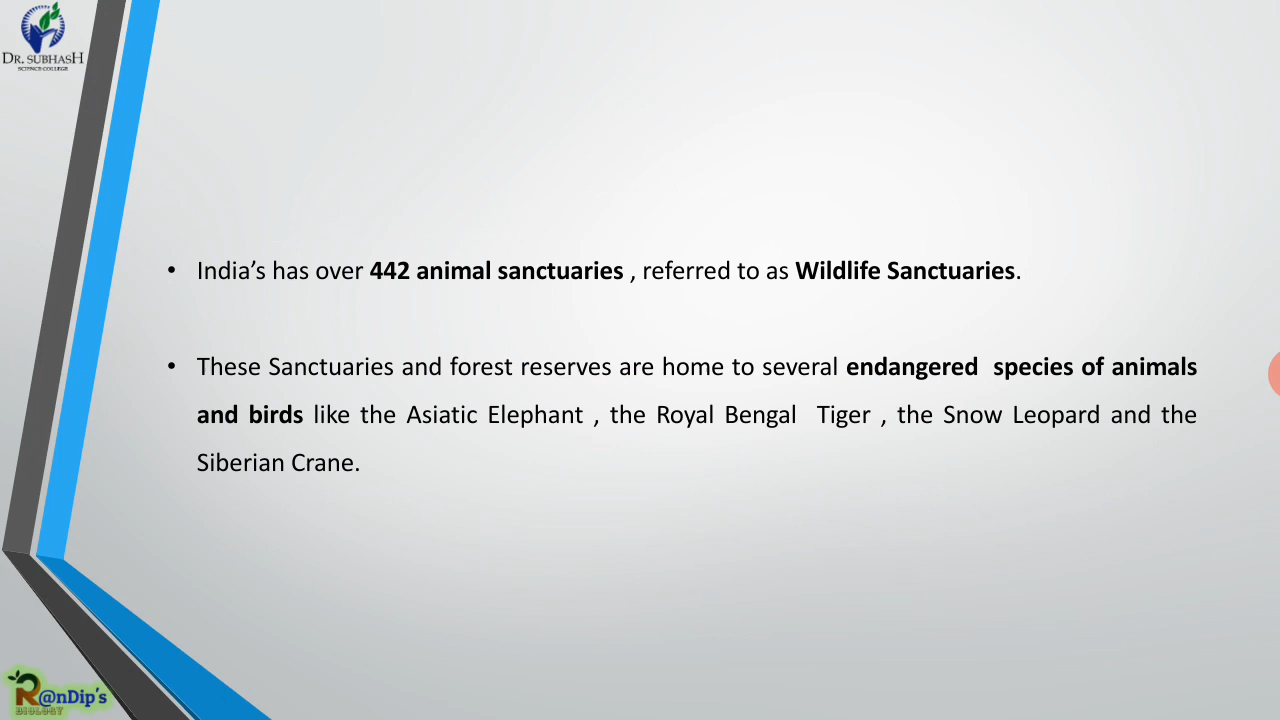 DR. SUBHASH
SCIENCE COLLEGE
• India’s has over 442 animal sanctuaries , referred to as Wildlife Sanctuaries.
• These Sanctuaries and forest reserves are home to several endangered species of animals
and birds like the Asiatic Elephant , the Royal Bengal Tiger , the Snow Leopard and the
Siberian Crane.
R@nDip's
BIOLOGY